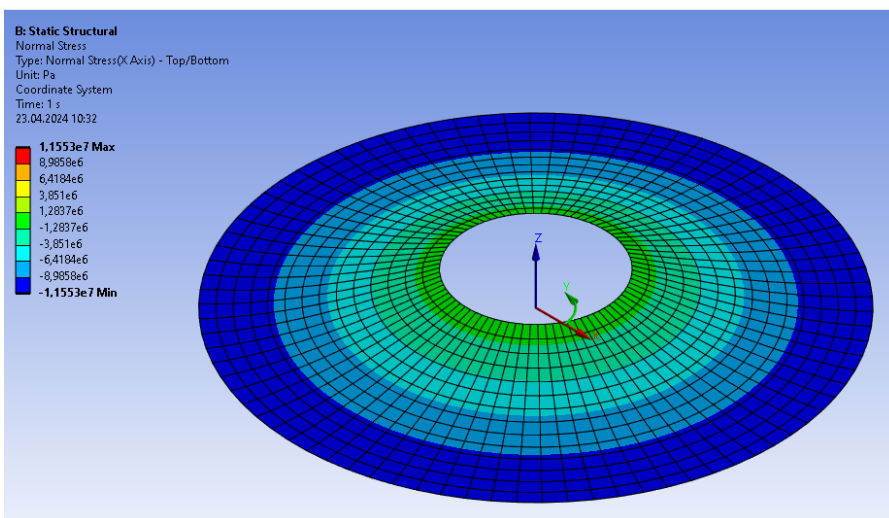 B: Static Structural
Normal Stress
Type: Normal Stress(X Axis) - Top/Bottom
Unit: Pa
Coordinate System
Time: 1 s
23.04.2024 10:32
1,1553e7 Max
8,9858e6
6,4184e6
3,851e6
1,2837e6
-1,2837e6
-3,851e6
-6,4184e6
-8,9858e6
-1,1553e7 Min
Z
Y
X